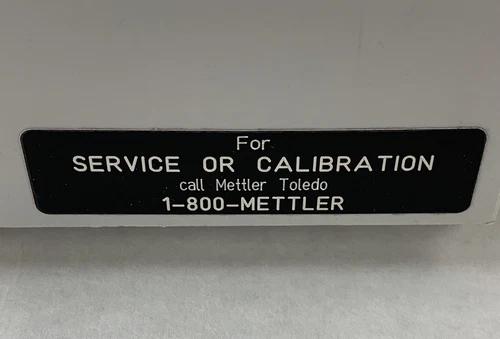 For
SERVICE OR CALIBRATION
call Mettler Toledo
1-800-METTLER